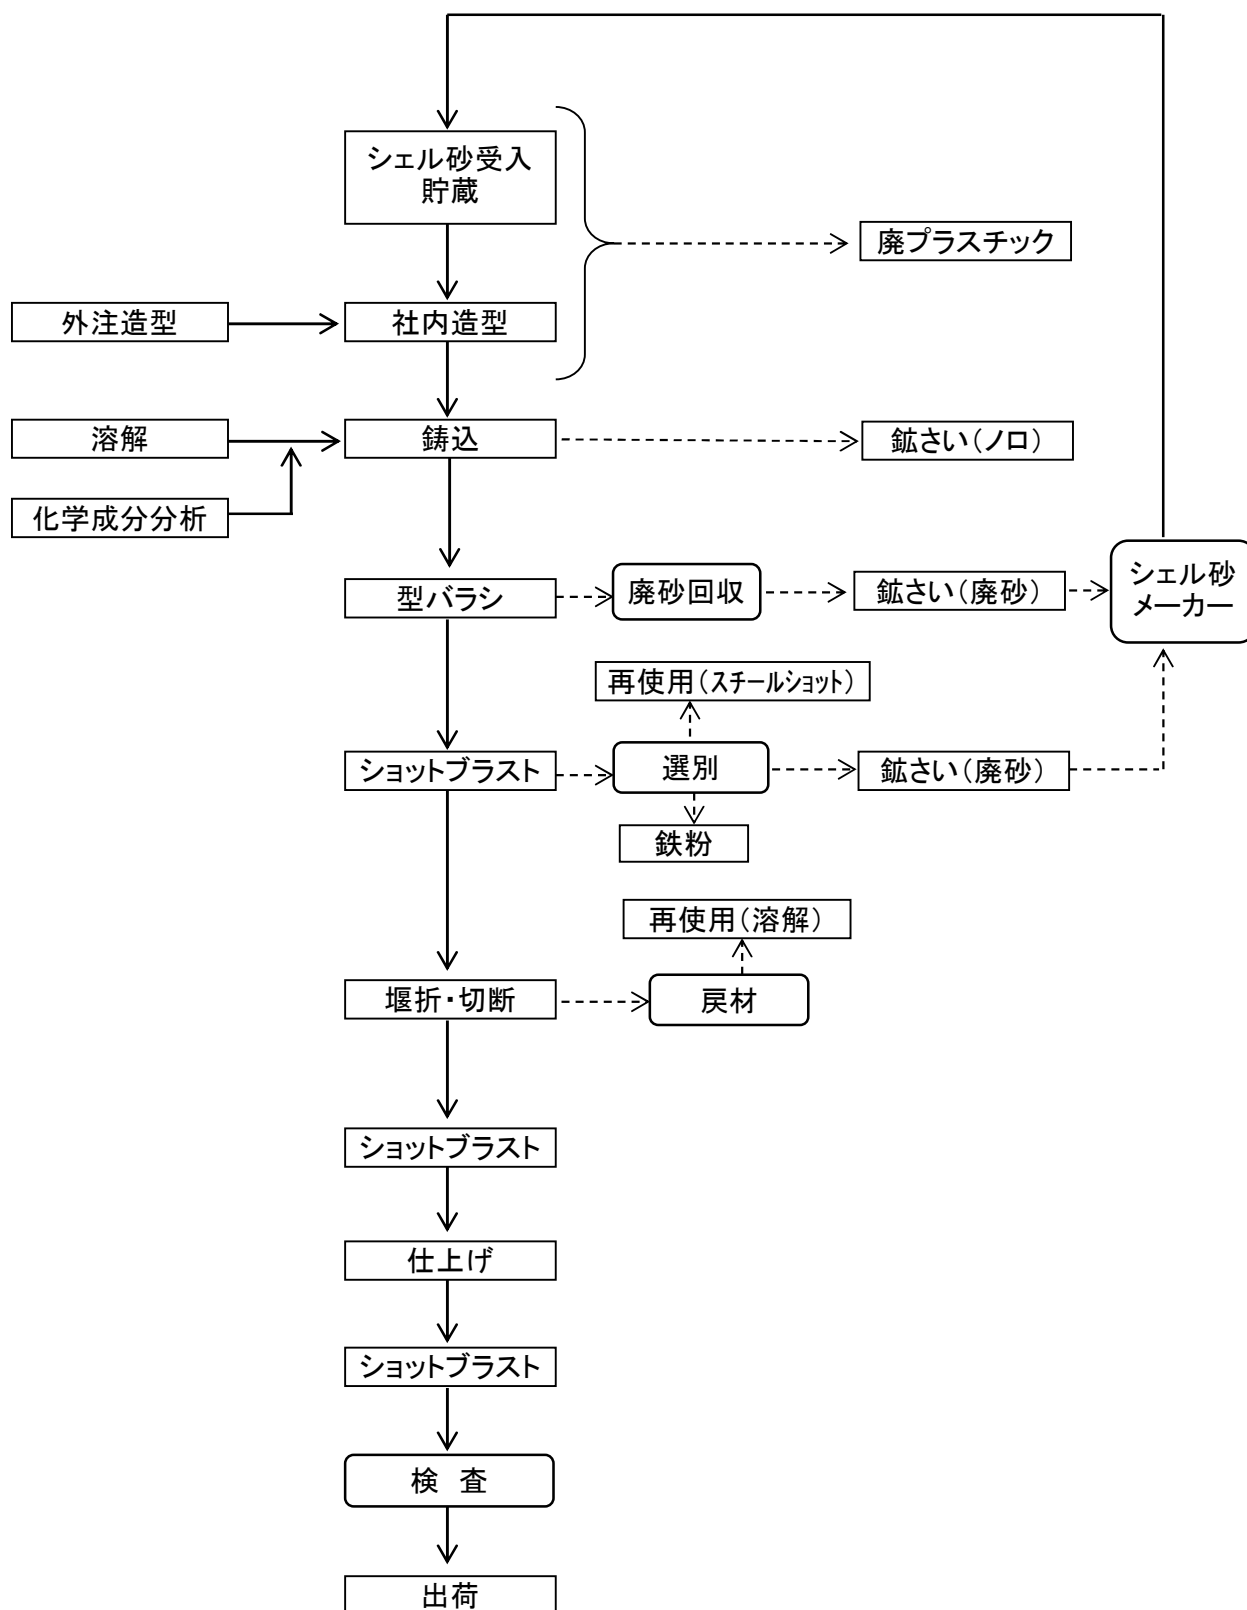 シェル砂受入
貯蔵
廃プラスチック
外注造型
社内造型
溶解
鋳込
鉱さい（ノロ）
化学成分分析
型バラシ
廃砂回収
鉱さい（廃砂）
シェル砂
メーカー
再使用（スチールショット）
ショットブラスト
選別
鉱さい（廃砂）
鉄粉
再使用（溶解）
堰折・切断
戻材
ショットブラスト
仕上げ
ショットブラスト
検　査
出荷